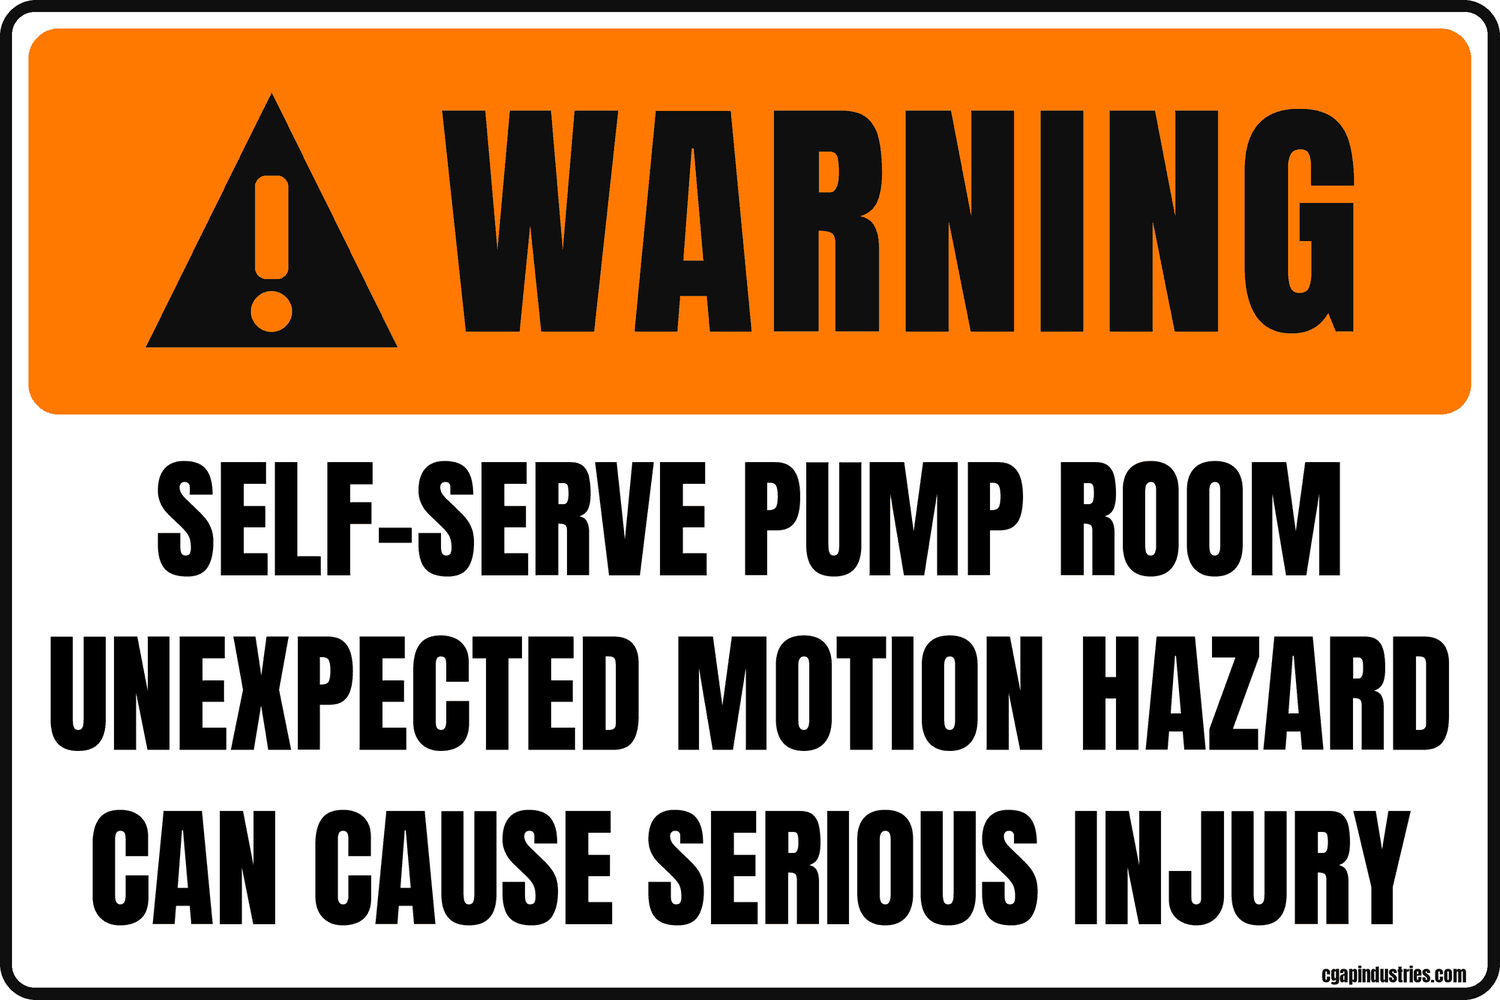 WARNING
SELF-SERVE PUMP ROOM
UNEXPECTED MOTION HAZARD
CAN CAUSE SERIOUS INJURY
cgapindustries.com